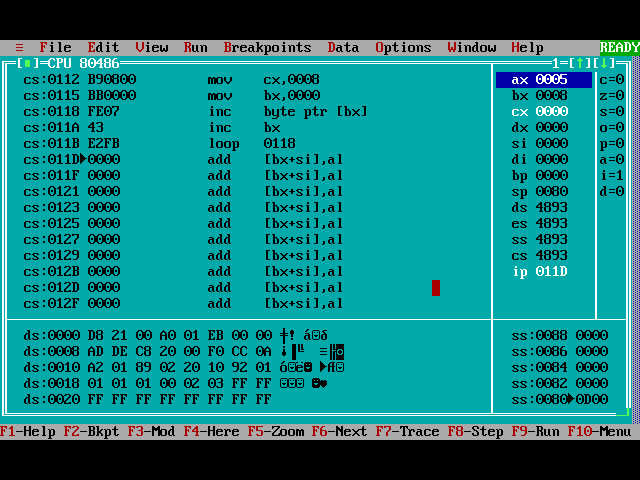 ≡ File Edit View Run Breakpoints Data Options Window Help READY
[■]=CPU 80486 1=[↑][↓]
cs:0112 B90800 mov cx,0008 ax 0005 c=0
cs:0115 BB0000 mov bx,0000 bx 0008 z=0
cs:0118 FE07 inc byte ptr [bx] cx 0000 s=0
cs:011A 43 inc bx dx 0000 o=0
cs:011B E2FB loop 0118 si 0000 p=0
cs:011D►0000 add [bx+si],al di 0000 a=0
cs:011F 0000 add [bx+si],al bp 0000 i=1
cs:0121 0000 add [bx+si],al sp 0080 d=0
cs:0123 0000 add [bx+si],al ds 4893
cs:0125 0000 add [bx+si],al es 4893
cs:0127 0000 add [bx+si],al ss 4893
cs:0129 0000 add [bx+si],al cs 4893
cs:012B 0000 add [bx+si],al ip 011D
cs:012D 0000 add [bx+si],al
cs:012F 0000 add [bx+si],al
ds:0000 D8 21 00 A0 01 EB 00 00 ╪! á☺δ ss:0088 0000
ds:0008 AD DE C8 20 00 F0 CC 0A ¡▐╚ ≡╠◙ ss:0086 0000
ds:0010 A2 01 89 02 20 10 92 01 ó☺ë☻ ►Æ☺ ss:0084 0000
ds:0018 01 01 01 00 02 03 FF FF ☺☺☺ ☻♥ ss:0082 0000
ds:0020 FF FF FF FF FF FF FF FF ss:0080►0D00
F1-Help F2-Bkpt F3-Mod F4-Here F5-Zoom F6-Next F7-Trace F8-Step F9-Run F10-Menu